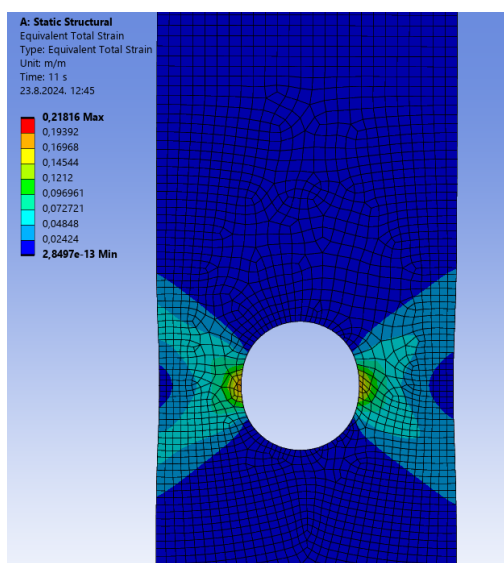 A: Static Structural
Equivalent Total Strain
Type: Equivalent Total Strain
Unit: m/m
Time: 11 s
23.8.2024. 12:45
0,21816 Max
0,19392
0,16968
0,14544
0,1212
0,096961
0,072721
0,04848
0,02424
2,8497e-13 Min